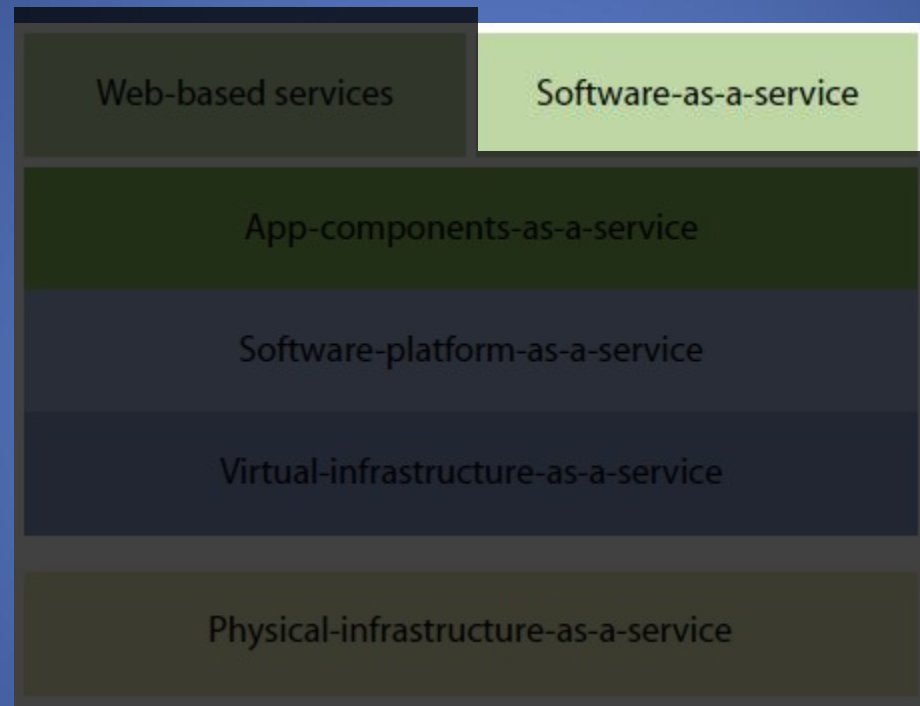 Web-based services
Software-as-a-service
App-components-as-a-service
Software-platform-as-a-service
Virtual-infrastructure-as-a-service
Physical-infrastructure-as-a-service